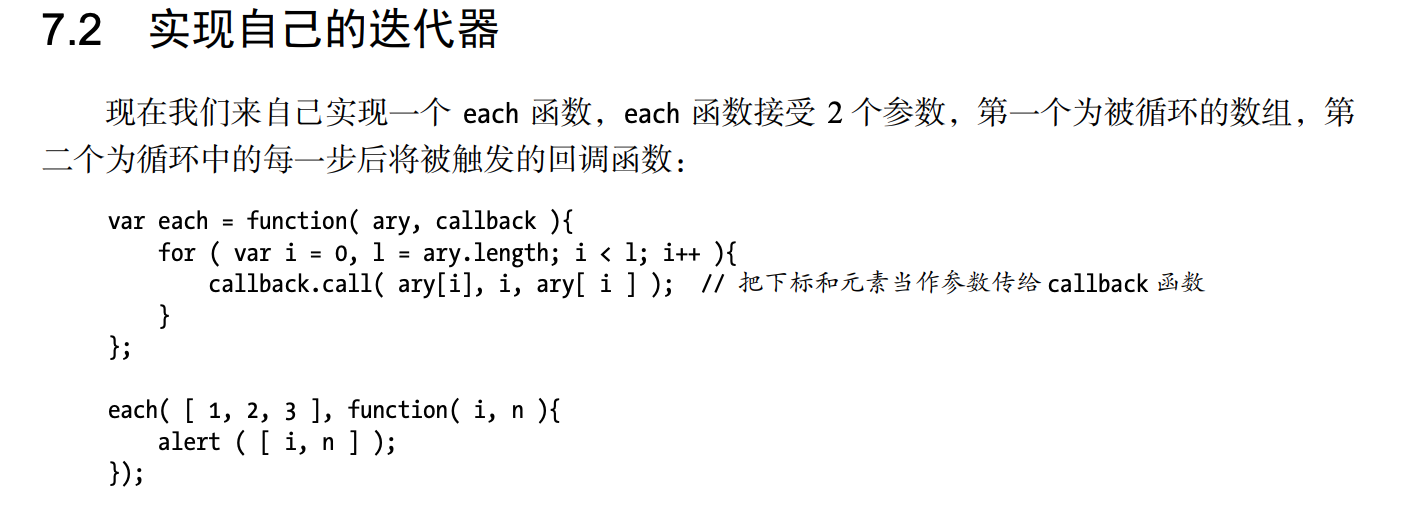 7.2 实现自己的迭代器
现在我们来自己实现一个 each 函数，each 函数接受 2 个参数，第一个为被循环的数组，第
二个为循环中的每一步后将被触发的回调函数：
var each = function( ary, callback ){
    for ( var i = 0, l = ary.length; i < l; i++ ){
        callback.call( ary[i], i, ary[ i ] );  // 把下标和元素当作参数传给 callback 函数
    }
};
each( [ 1, 2, 3 ], function( i, n ){
    alert ( [ i, n ] );
});